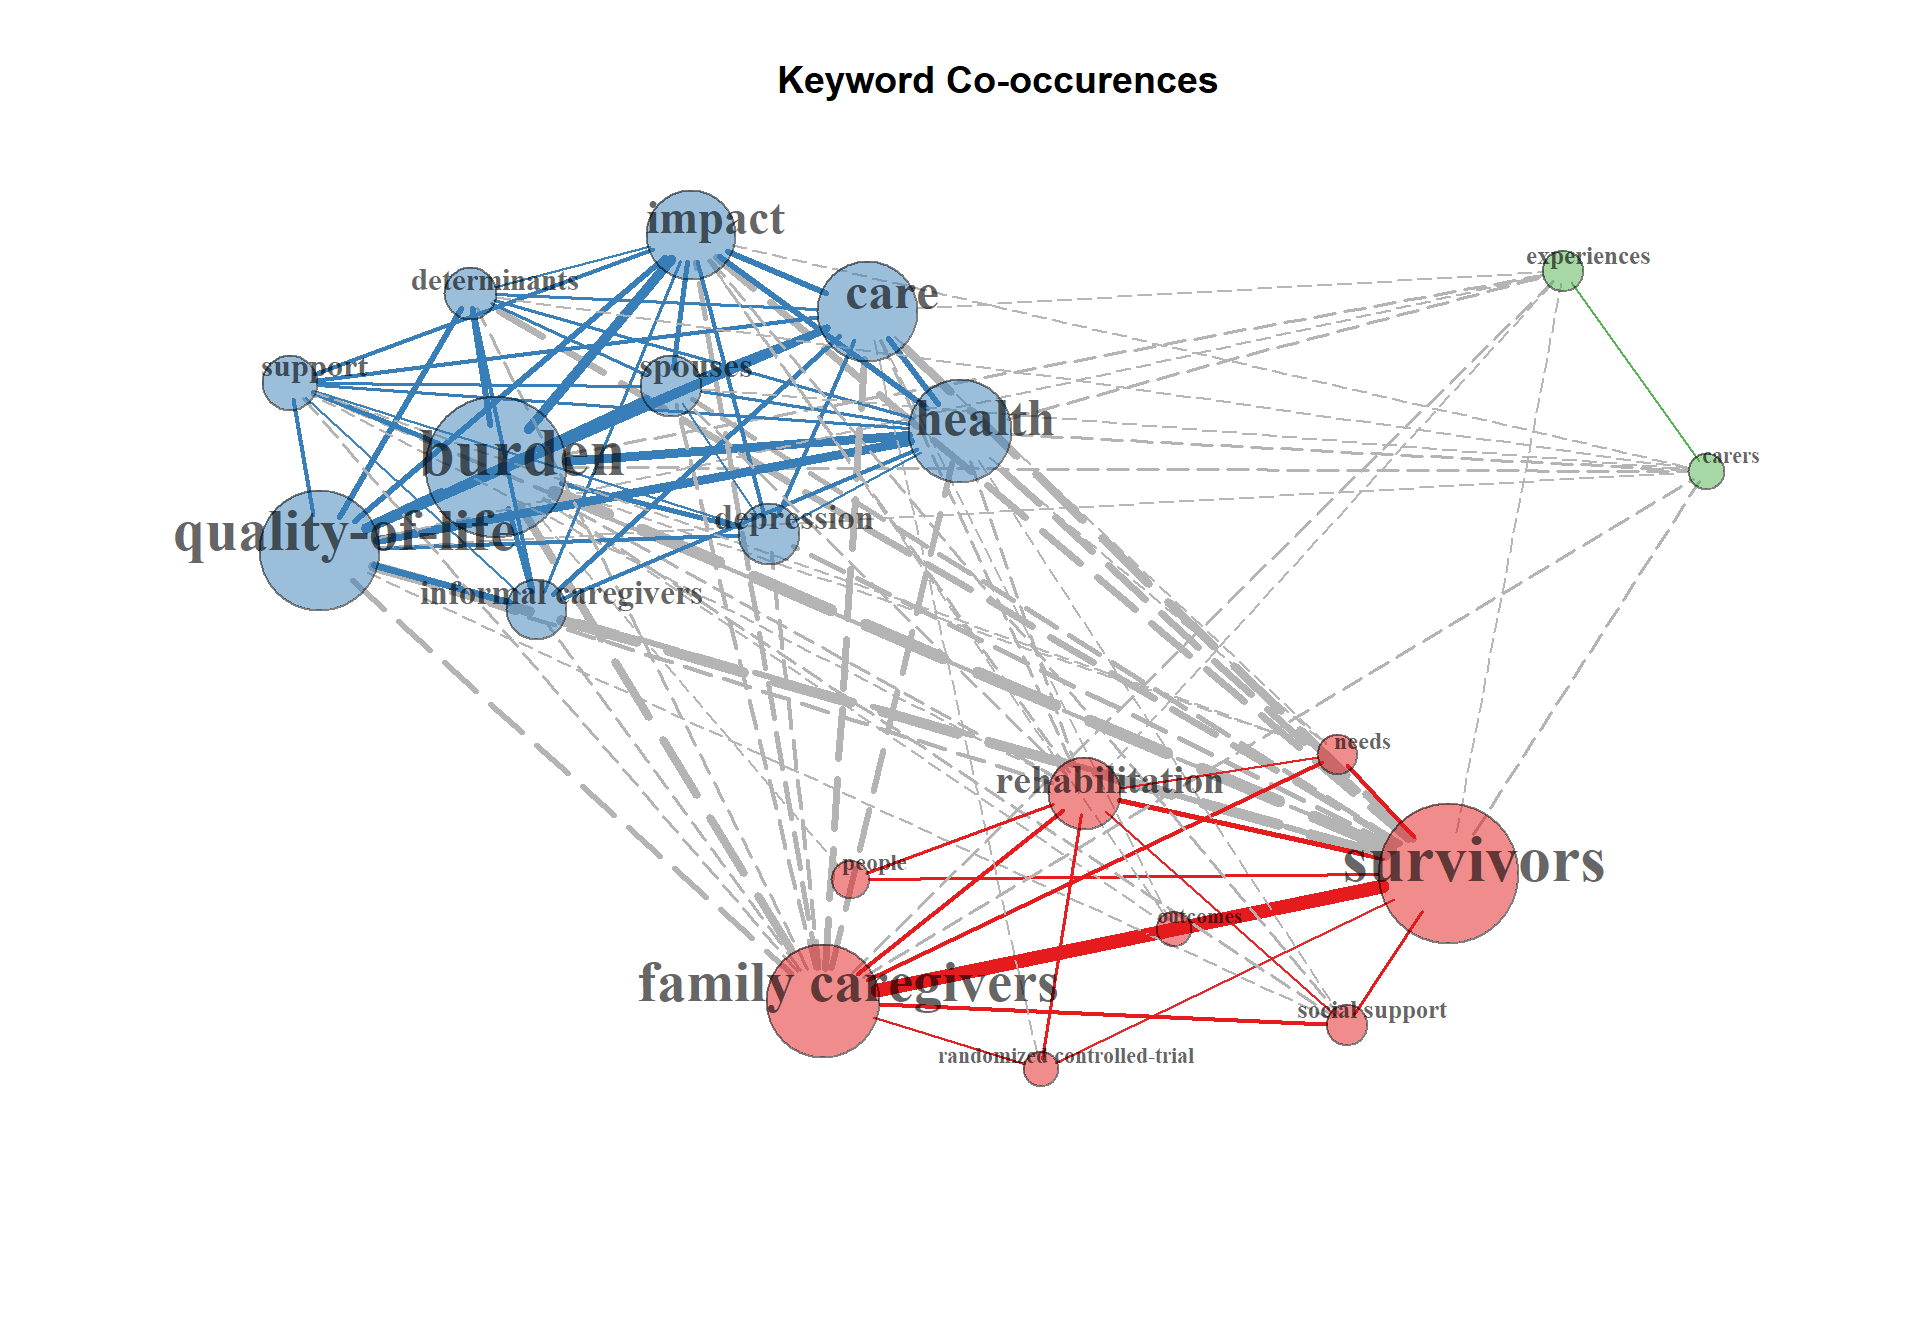 Keyword Co-occurences
impact
experiences
determinants
care
support
spouses
health
burden
carers
quality-of-life
depression
informal caregivers
needs
rehabilitation
people
survivors
outcomes
family caregivers
social support
randomized controlled-trial